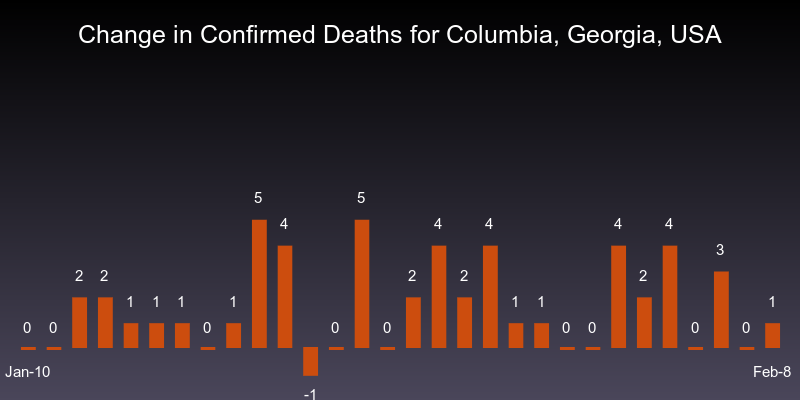 Change in Confirmed Deaths for Columbia, Georgia, USA
0 0 2 2 1 1 1 0 1 5 4 -1 0 5 0 2 4 2 4 1 1 0 0 4 2 4 0 3 0 1
Jan-10 Feb-8